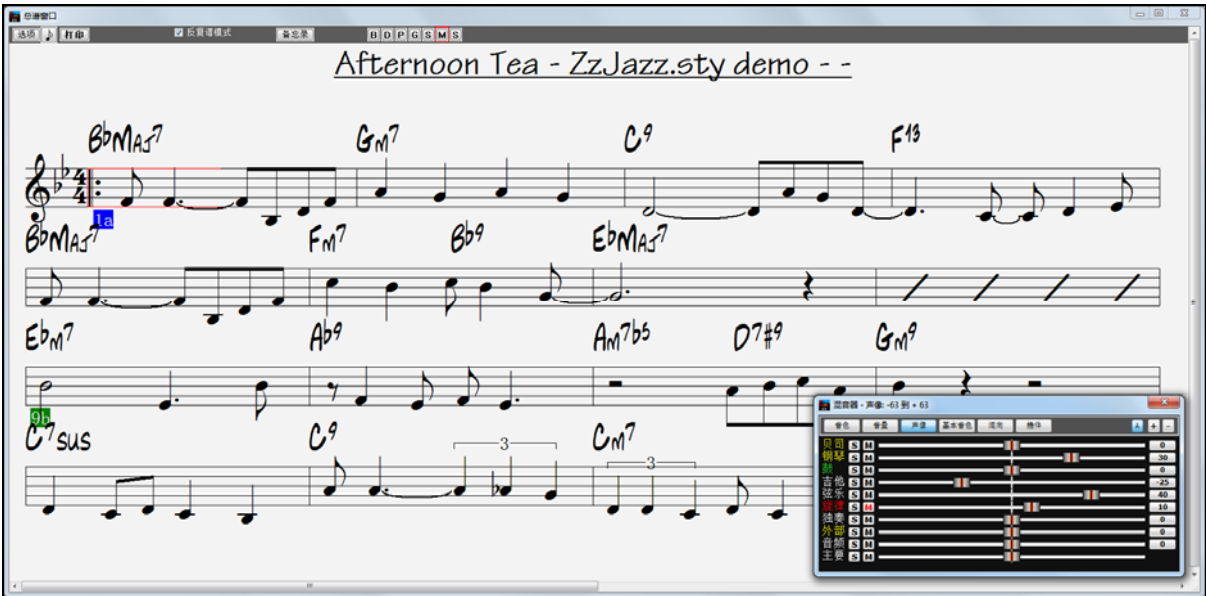 总谱窗口
选项 打印 反复谱模式 备忘录 B D P G S M S
Afternoon Tea - ZzJazz.sty demo - -
BbMAJ7 Gm7 C9 F13
4
4
1a
BbMAJ7 Fm7 Bb9 EbMAJ7
Ebm7 Ab9 Am7b5 D7#9 Gm9
9b
C7sus C9 Cm7
3 3
混音器 - 声像: -63 到 + 63
音色 音量 声像 基本音色 插件 A + -
贝司 S M 0
钢琴 S M 30
鼓 S M 0
吉他 S M -25
弦乐 S M 40
旋律 S M 10
独奏 S M 0
外部 S M 0
音频 S M 0
主要 S M